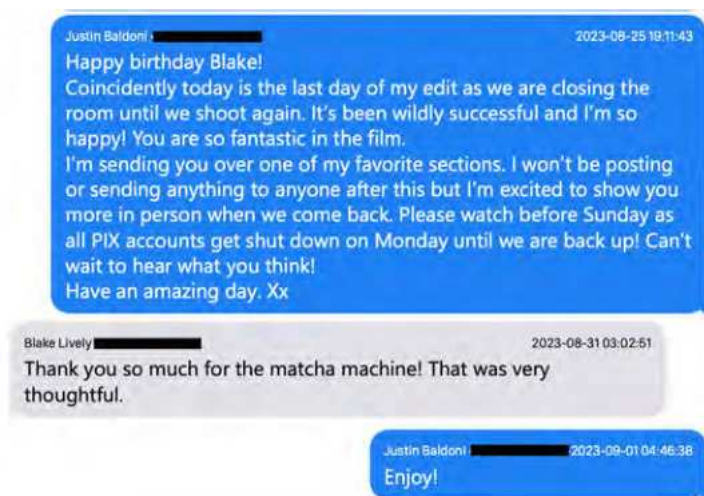 Justin Baldoni 2023-08-25 19:11:43
Happy birthday Blake!
Coincidently today is the last day of my edit as we are closing the
room until we shoot again. It's been wildly successful and I'm so
happy! You are so fantastic in the film.
I'm sending you over one of my favorite sections. I won't be posting
or sending anything to anyone after this but I'm excited to show you
more in person when we come back. Please watch before Sunday as
all PIX accounts get shut down on Monday until we are back up! Can't
wait to hear what you think!
Have an amazing day. Xx
Blake Lively 2023-08-31 03:02:51
Thank you so much for the matcha machine! That was very
thoughtful.
Justin Baldoni 2023-09-01 04:46:38
Enjoy!